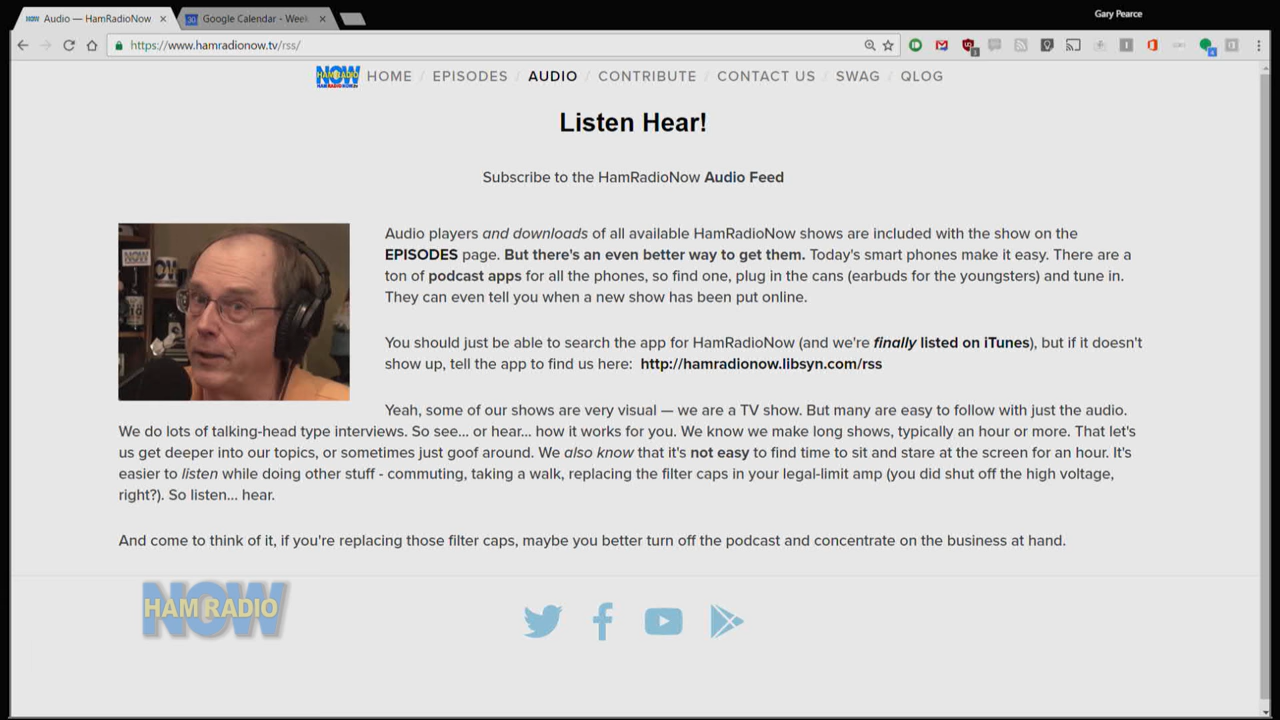 Gary Pearce
Audio — HamRadioNow
Google Calendar - Week
https://www.hamradionow.tv/rss/
NOW
HAM RADIO
HAMRADIONOW.tv
HOME / EPISODES / AUDIO / CONTRIBUTE / CONTACT US / SWAG / QLOG
Listen Hear!
Subscribe to the HamRadioNow Audio Feed
Audio players and downloads of all available HamRadioNow shows are included with the show on the
EPISODES page. But there's an even better way to get them. Today's smart phones make it easy. There are a
ton of podcast apps for all the phones, so find one, plug in the cans (earbuds for the youngsters) and tune in.
They can even tell you when a new show has been put online.
You should just be able to search the app for HamRadioNow (and we're finally listed on iTunes), but if it doesn't
show up, tell the app to find us here: http://hamradionow.libsyn.com/rss
Yeah, some of our shows are very visual — we are a TV show. But many are easy to follow with just the audio.
We do lots of talking-head type interviews. So see... or hear... how it works for you. We know we make long shows, typically an hour or more. That let's
us get deeper into our topics, or sometimes just goof around. We also know that it's not easy to find time to sit and stare at the screen for an hour. It's
easier to listen while doing other stuff - commuting, taking a walk, replacing the filter caps in your legal-limit amp (you did shut off the high voltage,
right?). So listen... hear.
And come to think of it, if you're replacing those filter caps, maybe you better turn off the podcast and concentrate on the business at hand.
NOW
HAM RADIO